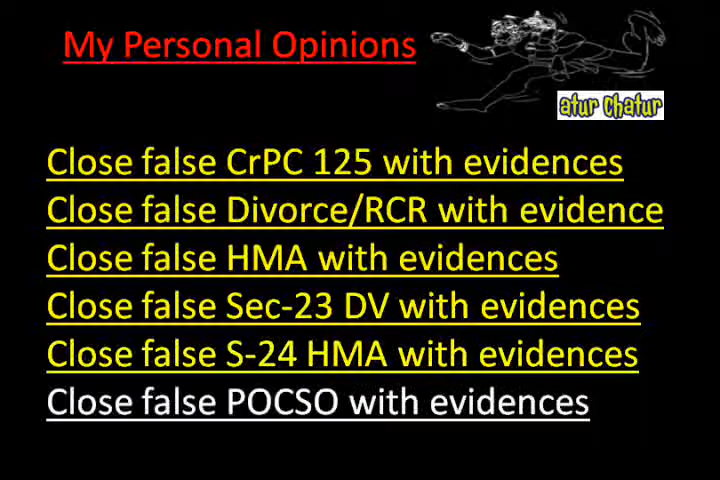 My Personal Opinions
atur Chatur
Close false CrPC 125 with evidences
Close false Divorce/RCR with evidence
Close false HMA with evidences
Close false Sec-23 DV with evidences
Close false S-24 HMA with evidences
Close false POCSO with evidences